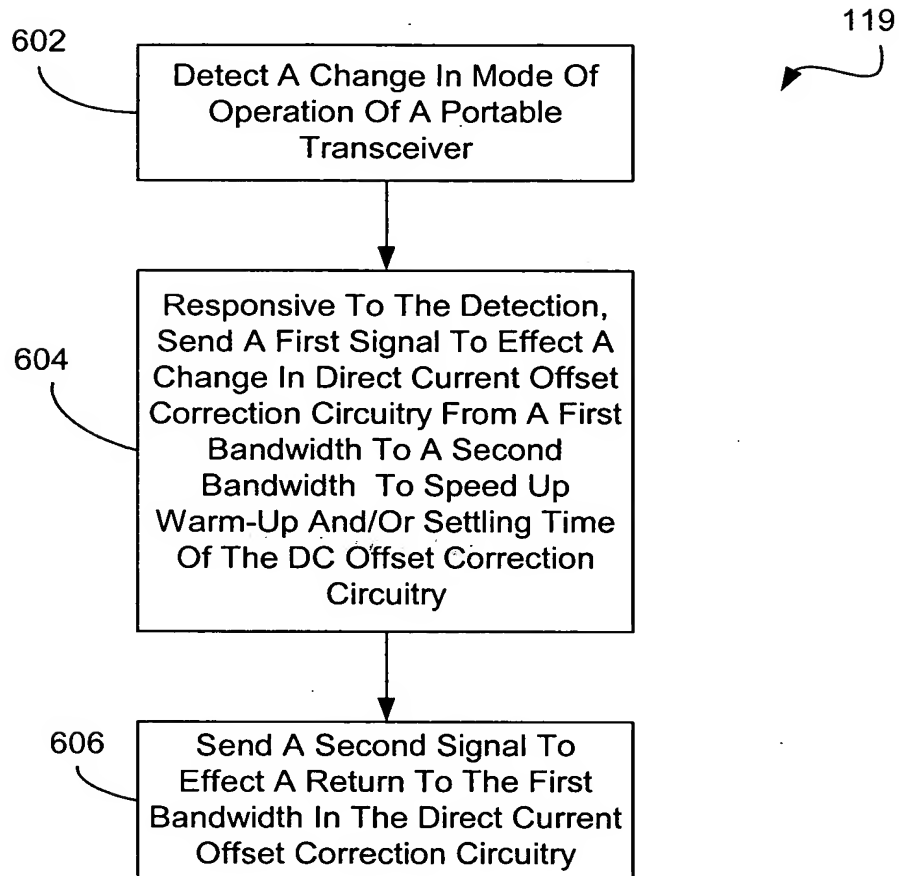 119
602
Detect A Change In Mode Of
Operation Of A Portable
Transceiver
604
Responsive To The Detection,
Send A First Signal To Effect A
Change In Direct Current Offset
Correction Circuitry From A First
Bandwidth To A Second
Bandwidth To Speed Up
Warm-Up And/Or Settling Time
Of The DC Offset Correction
Circuitry
606
Send A Second Signal To
Effect A Return To The First
Bandwidth In The Direct Current
Offset Correction Circuitry